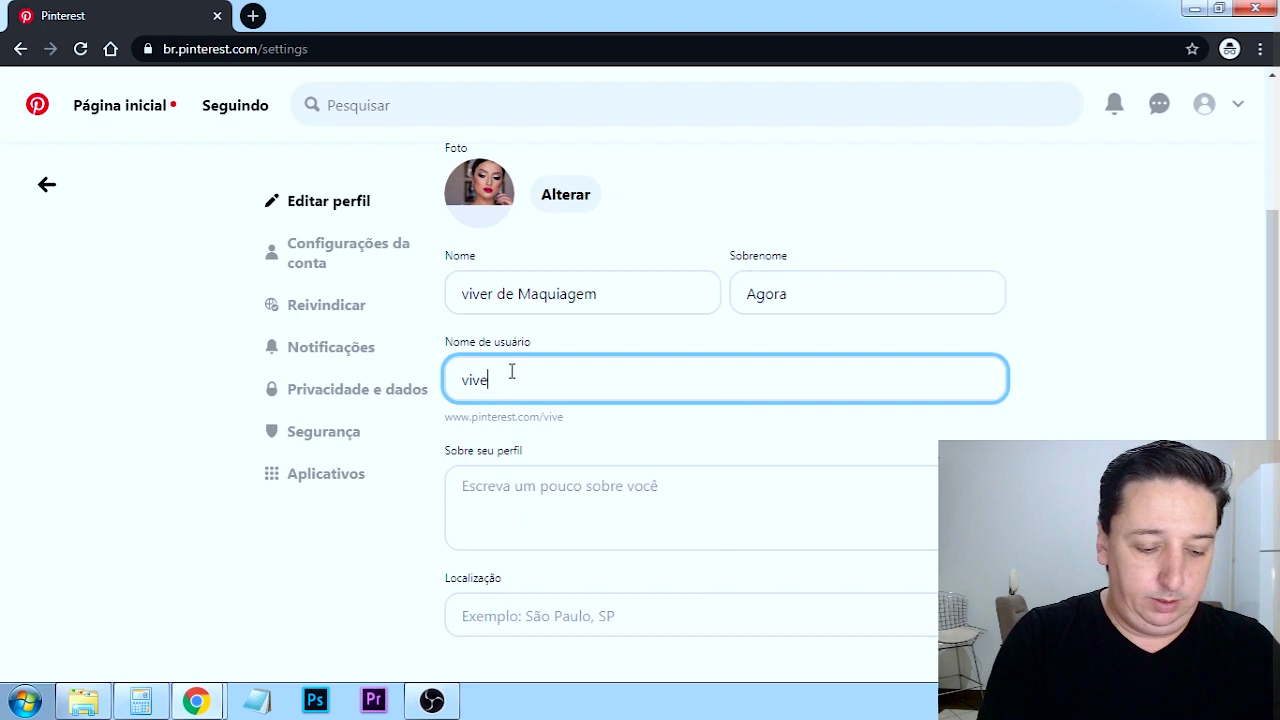 Pinterest
br.pinterest.com/settings
Página inicial
Seguindo
Pesquisar
Foto
Alterar
Editar perfil
Configurações da
conta
Reivindicar
Notificações
Privacidade e dados
Segurança
Aplicativos
Nome
Sobrenome
viver de Maquiagem
Agora
Nome de usuário
vive
www.pinterest.com/vive
Sobre seu perfil
Escreva um pouco sobre você
Localização
Exemplo: São Paulo, SP
Ps
Pr